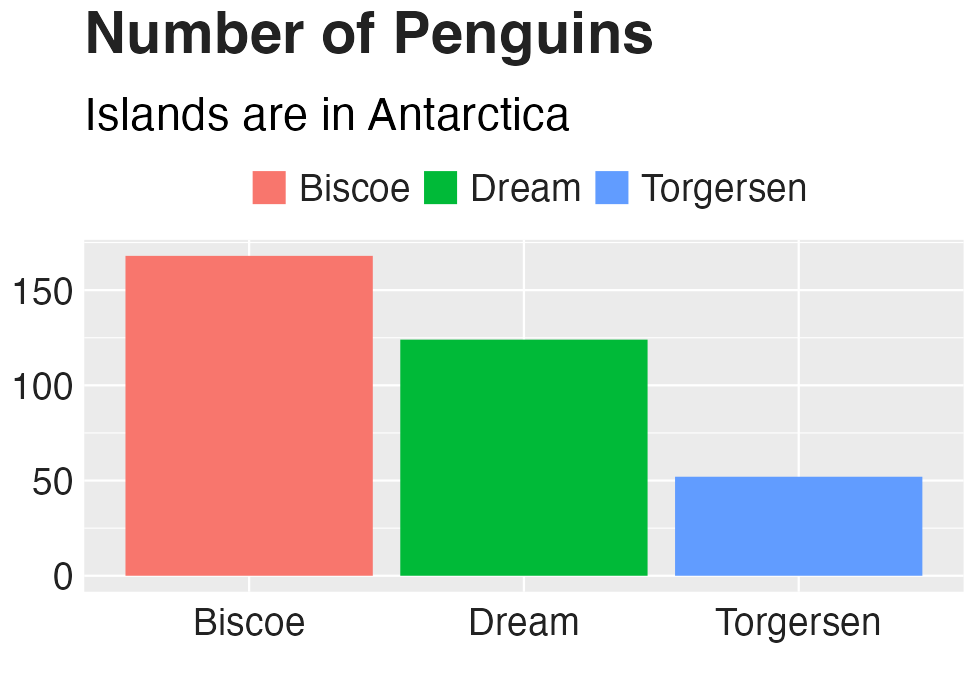 Number of Penguins
Islands are in Antarctica
Biscoe Dream Torgersen
150
100
50
0
Biscoe Dream Torgersen